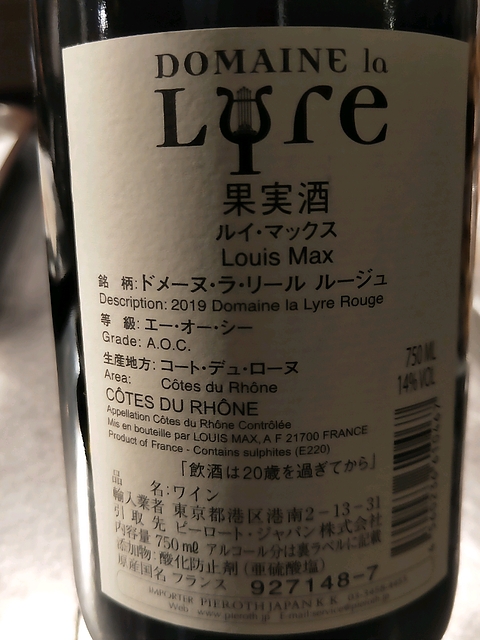 DOMAINE la
LYre
果実酒
ルイ・マックス
Louis Max
銘 柄: ドメーヌ・ラ・リール ルージュ
Description: 2019 Domaine la Lyre Rouge
等 級: エー・オー・シー
Grade: A.O.C.
生産地方: コート・デュ・ローヌ
Area: Côtes du Rhône
750 ML
14% VOL
CÔTES DU RHÔNE
Appellation Côtes du Rhône Contrôlée
Mis en bouteille par LOUIS MAX, A F 21700 FRANCE
Product of France - Contains sulphites (E220)
「飲酒は20歳を過ぎてから」
品 名: ワイン
輸入業者 東京都港区港南2-13-31
引取先 ピーロート・ジャパン株式会社
内容量 750㎖ アルコール分は裏ラベルに記載
添加物: 酸化防止剤 (亜硫酸塩)
原産国名 フランス 927148-7
IMPORTER PIEROTH JAPAN K.K.
Web www.pieroth.jp